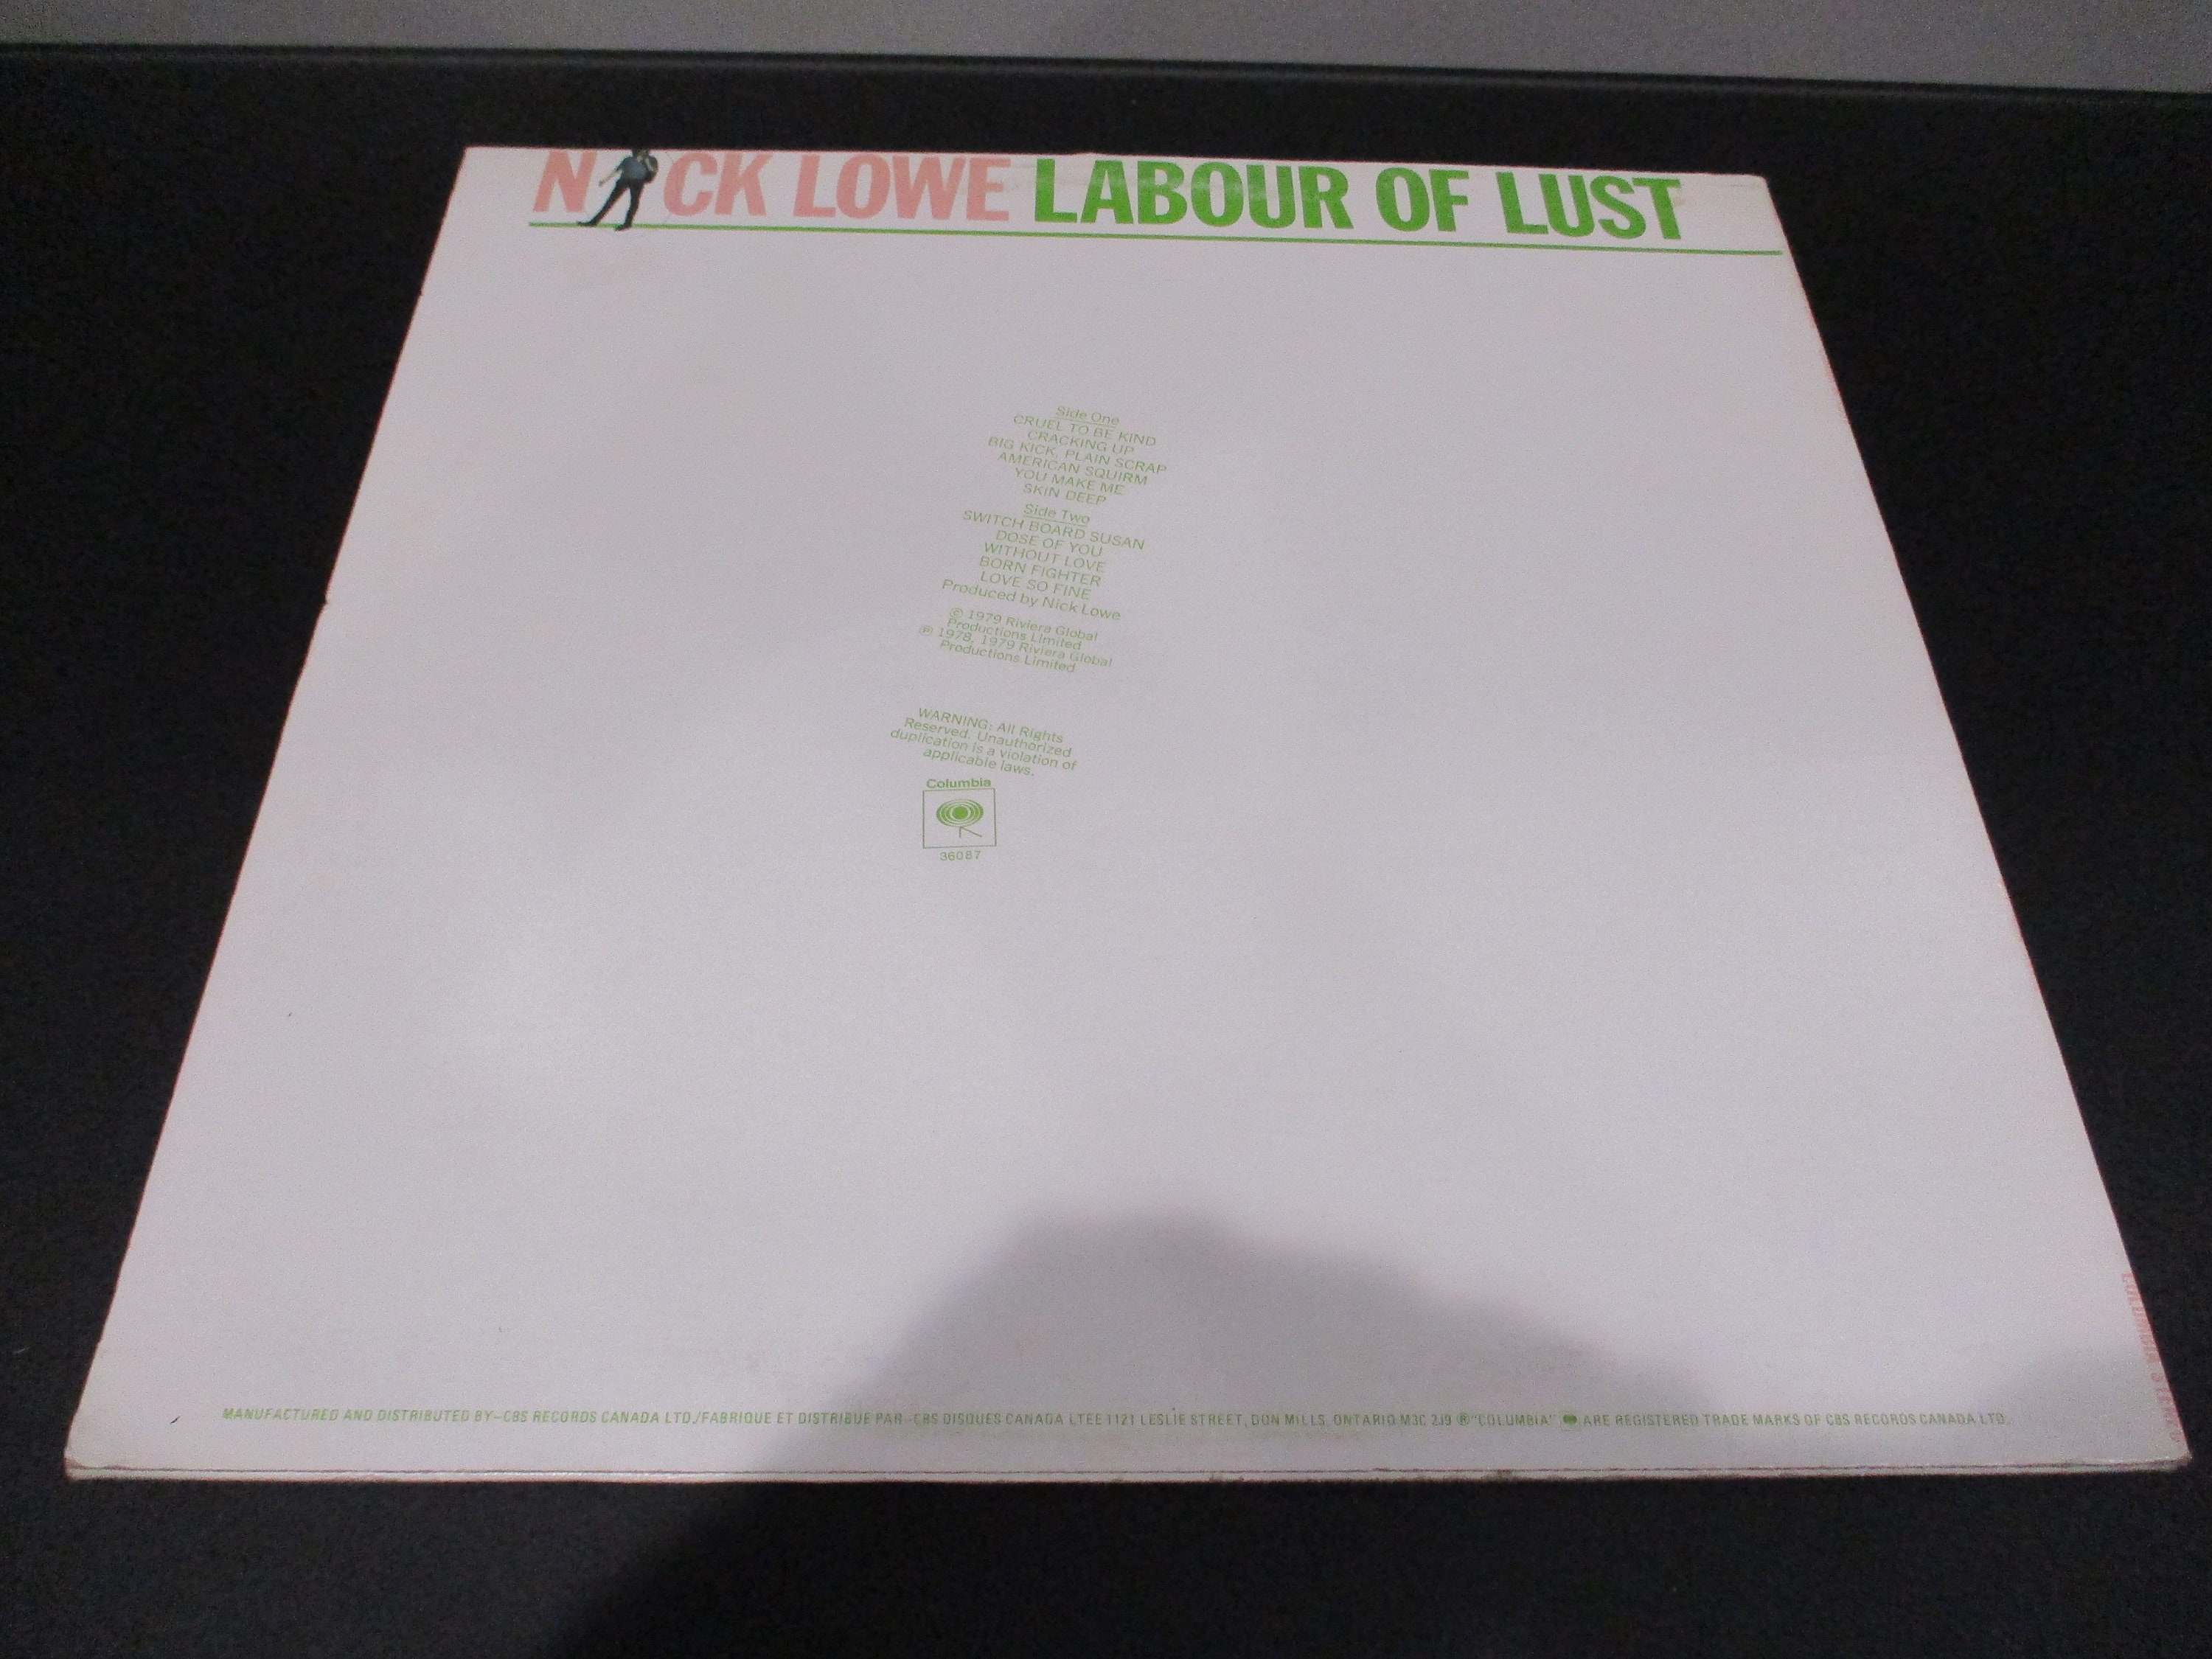 NICK LOWE LABOUR OF LUST
Side One
CRUEL TO BE KIND
CRACKING UP
BIG KICK, PLAIN SCRAP
AMERICAN SQUIRM
YOU MAKE ME
SKIN DEEP
Side Two
SWITCH BOARD SUSAN
DOSE OF YOU
WITHOUT LOVE
BORN FIGHTER
LOVE SO FINE
Produced by Nick Lowe
© 1979 Riviera Global
Productions Limited
℗ 1978, 1979 Riviera Global
Productions Limited
WARNING: All Rights
Reserved. Unauthorized
duplication is a violation of
applicable laws.
Columbia
36087
MANUFACTURED AND DISTRIBUTED BY–CBS RECORDS CANADA LTD./FABRIQUE ET DISTRIBUE PAR–CBS DISQUES CANADA LTEE 1121 LESLIE STREET, DON MILLS, ONTARIO M3C 2J9 ® "COLUMBIA" ARE REGISTERED TRADE MARKS OF CBS RECORDS CANADA LTD.
COLUMBIA STEREO